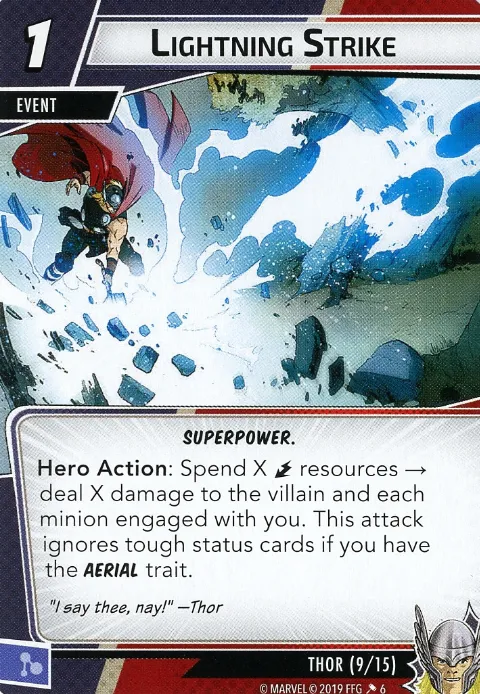 1
LIGHTNING STRIKE
EVENT
SUPERPOWER.
Hero Action: Spend X resources →
deal X damage to the villain and each
minion engaged with you. This attack
ignores tough status cards if you have
the AERIAL trait.
"I say thee, nay!" —Thor
THOR (9/15)
© MARVEL © 2019 FFG 6